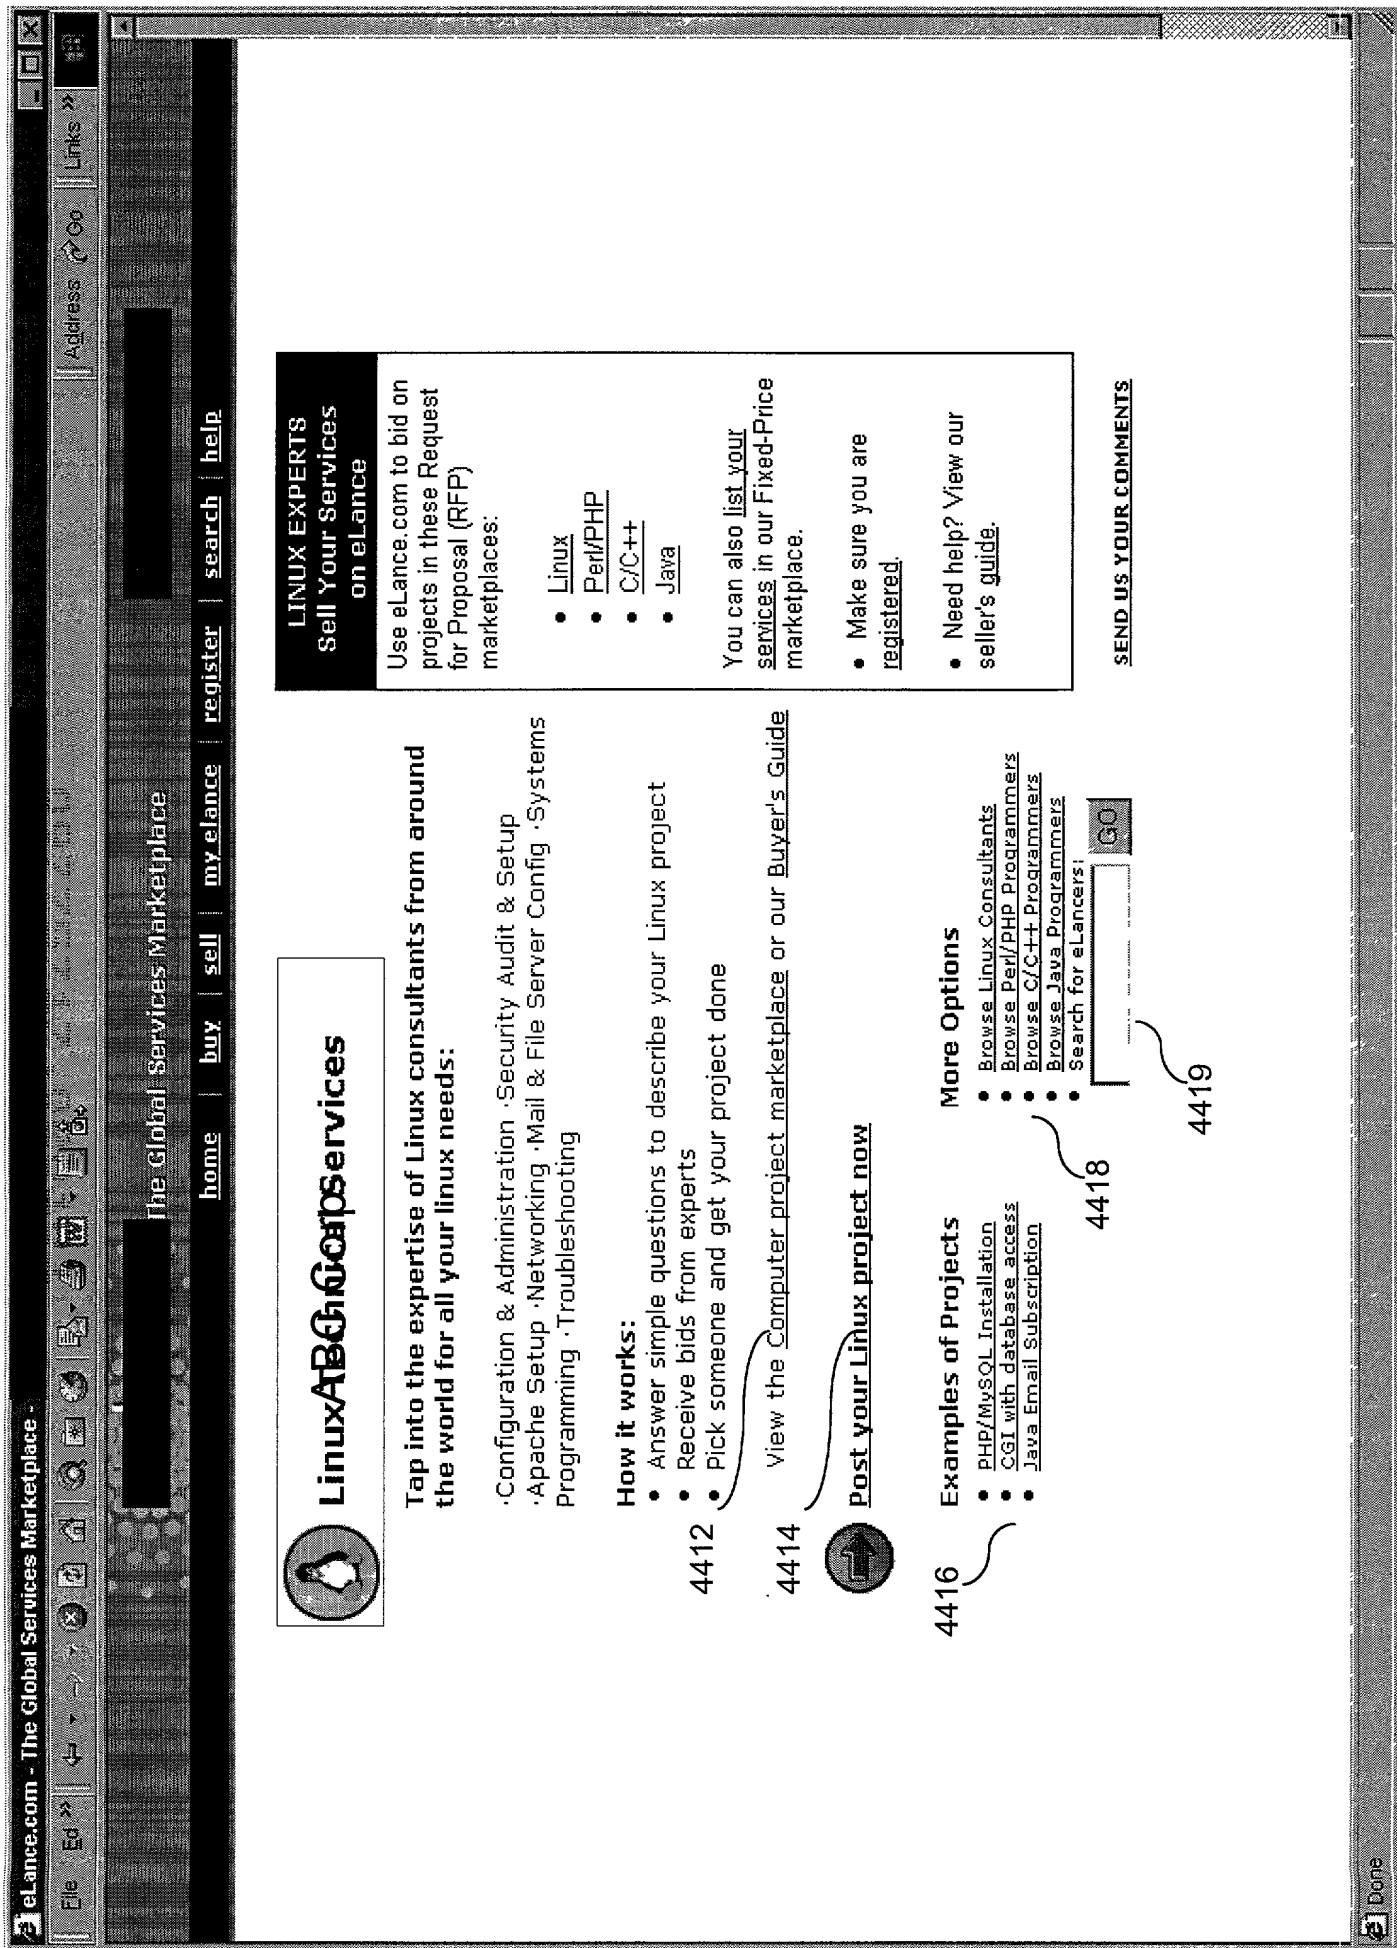 eLance.com - The Global Services Marketplace -
File Ed »
Address Go Links »
The Global Services Marketplace
home buy sell my elance register search help
Tap into the expertise of Linux consultants from around
the world for all your linux needs:
·Configuration & Administration ·Security Audit & Setup
·Apache Setup ·Networking ·Mail & File Server Config ·Systems
Programming ·Troubleshooting
How it works:
• Answer simple questions to describe your Linux project
• Receive bids from experts
• Pick someone and get your project done
4412
View the Computer project marketplace or our Buyer's Guide
4414
Post your Linux project now
Examples of Projects
• PHP/MySQL Installation
• CGI with database access
• Java Email Subscription
4416
More Options
• Browse Linux Consultants
• Browse Perl/PHP Programmers
• Browse C/C++ Programmers
• Browse Java Programmers
• Search for eLancers:
GO
4418
4419
LINUX EXPERTS
Sell Your Services
on eLance
Use eLance.com to bid on
projects in these Request
for Proposal (RFP)
marketplaces:
• Linux
• Perl/PHP
• C/C++
• Java
You can also list your
services in our Fixed-Price
marketplace.
• Make sure you are
registered.
• Need help? View our
seller's guide.
SEND US YOUR COMMENTS
Done